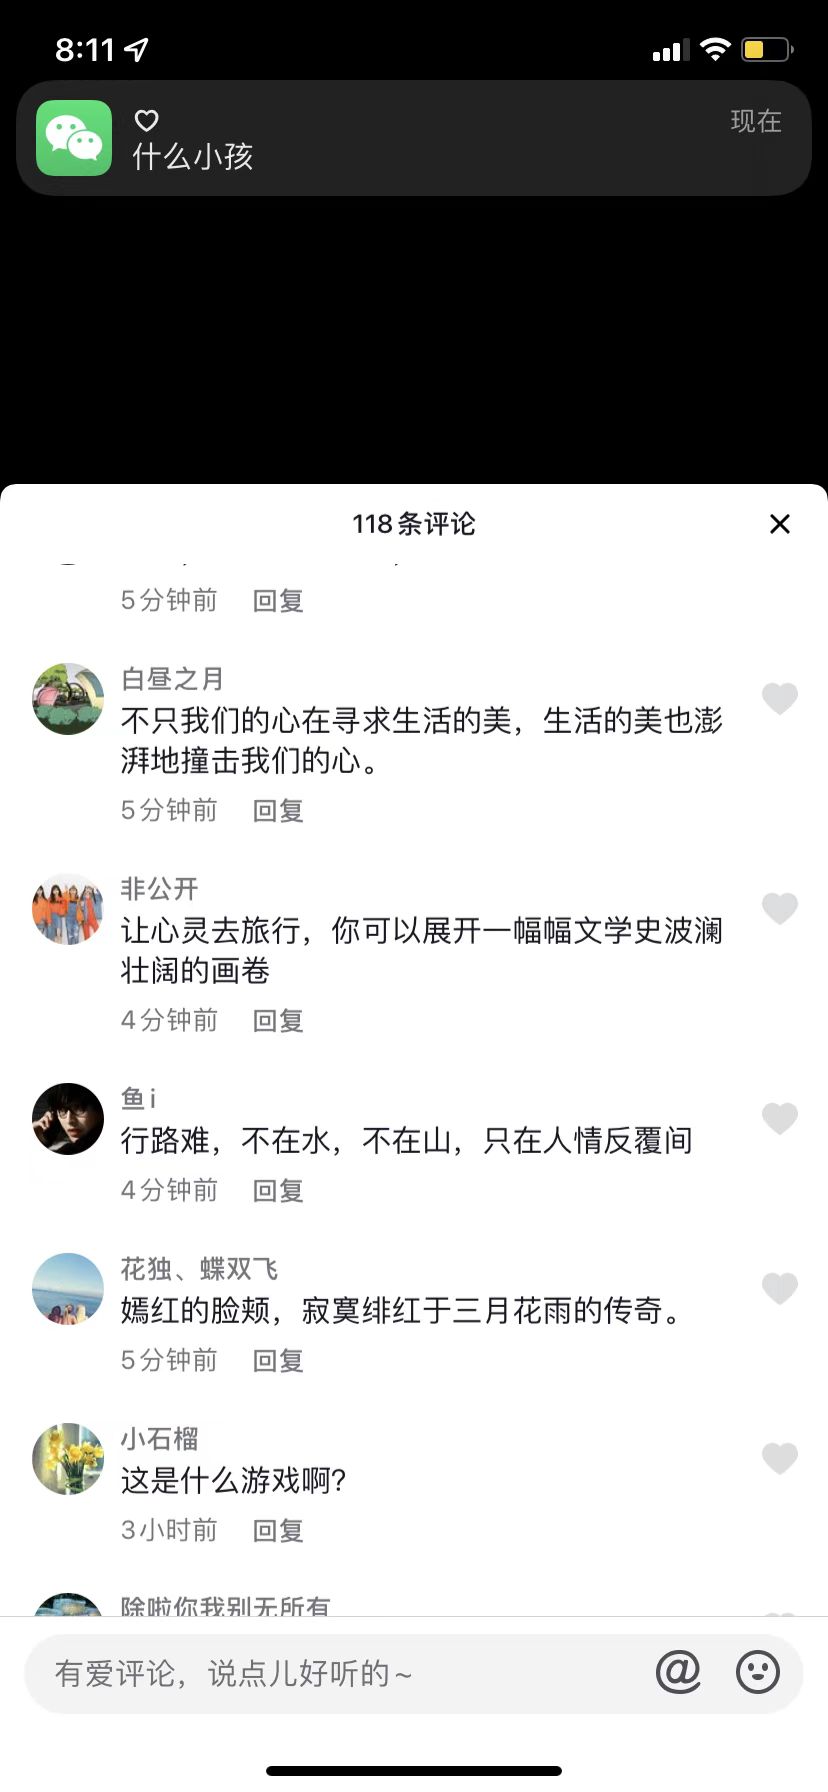 8:11
♡
现在
什么小孩
118条评论
5分钟前 回复
白昼之月
不只我们的心在寻求生活的美，生活的美也澎
湃地撞击我们的心。
5分钟前 回复
非公开
让心灵去旅行，你可以展开一幅幅文学史波澜
壮阔的画卷
4分钟前 回复
鱼i
行路难，不在水，不在山，只在人情反覆间
4分钟前 回复
花独、蝶双飞
嫣红的脸颊，寂寞绯红于三月花雨的传奇。
5分钟前 回复
小石榴
这是什么游戏啊？
3小时前 回复
除啦你我别无所有
有爱评论，说点儿好听的~